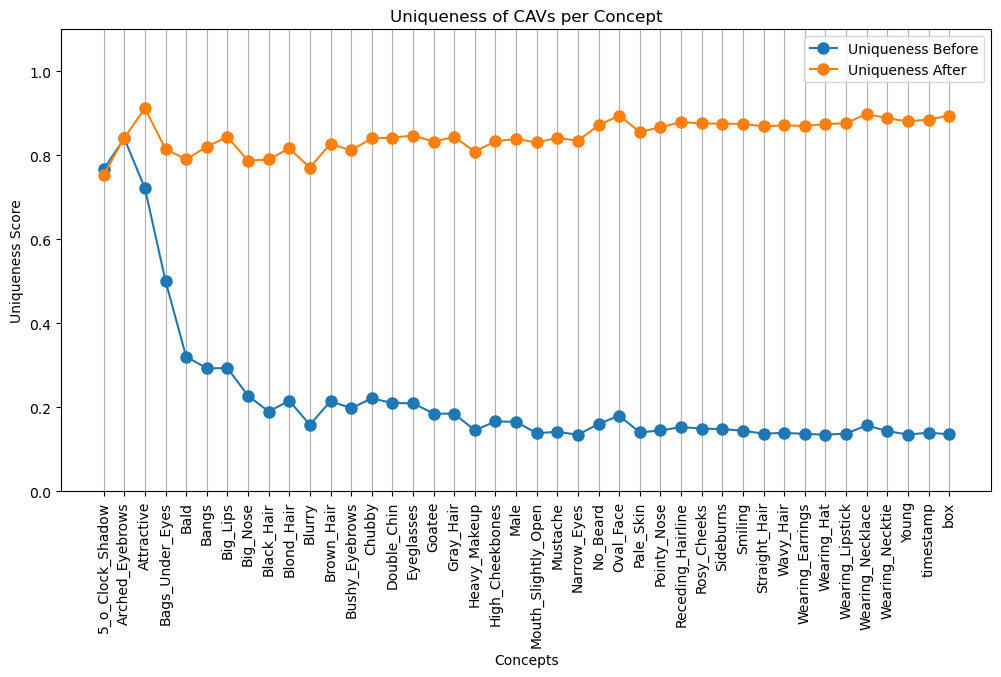 Uniqueness of CAVs per Concept
Uniqueness Before
Uniqueness After
1.0
0.8
0.6
0.4
0.2
0.0
Uniqueness Score
5_o_Clock_Shadow
Arched_Eyebrows
Attractive
Bags_Under_Eyes
Bald
Bangs
Big_Lips
Big_Nose
Black_Hair
Blond_Hair
Blurry
Brown_Hair
Bushy_Eyebrows
Chubby
Double_Chin
Eyeglasses
Goatee
Gray_Hair
Heavy_Makeup
High_Cheekbones
Male
Mouth_Slightly_Open
Mustache
Narrow_Eyes
No_Beard
Oval_Face
Pale_Skin
Pointy_Nose
Receding_Hairline
Rosy_Cheeks
Sideburns
Smiling
Straight_Hair
Wavy_Hair
Wearing_Earrings
Wearing_Hat
Wearing_Lipstick
Wearing_Necklace
Wearing_Necktie
Young
timestamp
box
Concepts